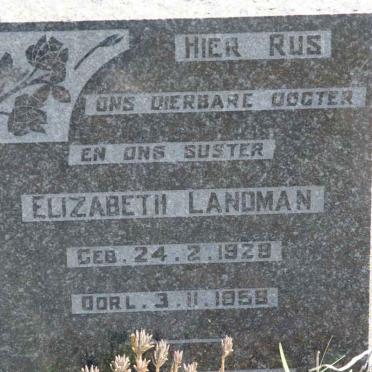 HIER RUS
ONS DIERBARE DOGTER
EN ONS SUSTER
ELIZABETH LANDMAN
GEB. 24. 2. 1928
OORL. 3. 11. 1958